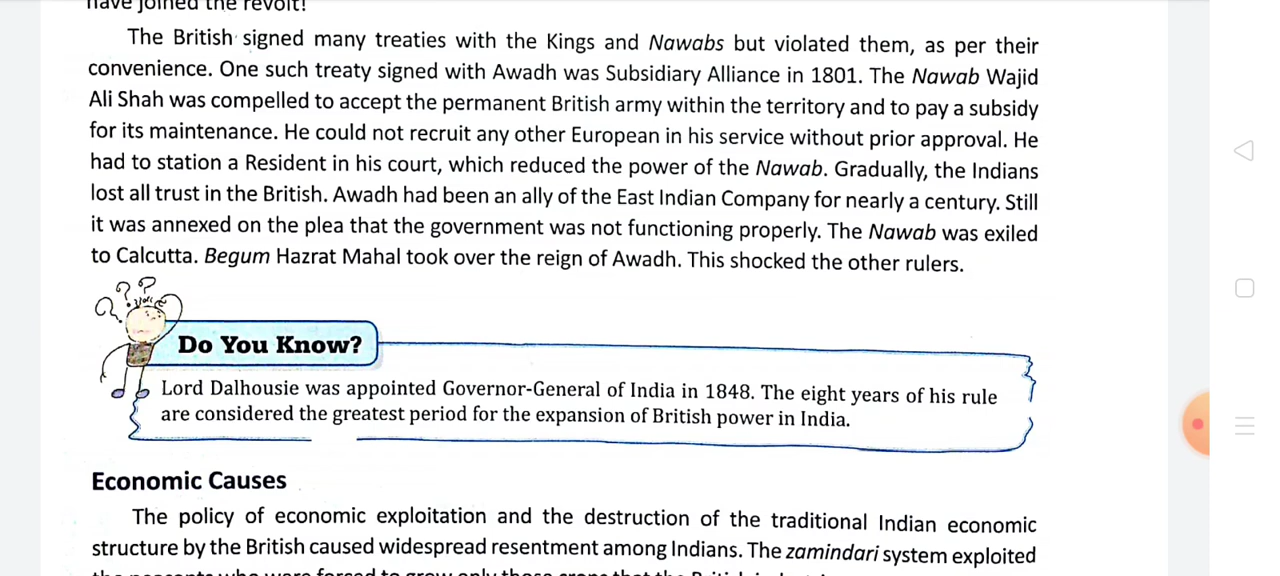 have joined the revolt!
The British signed many treaties with the Kings and Nawabs but violated them, as per their
convenience. One such treaty signed with Awadh was Subsidiary Alliance in 1801. The Nawab Wajid
Ali Shah was compelled to accept the permanent British army within the territory and to pay a subsidy
for its maintenance. He could not recruit any other European in his service without prior approval. He
had to station a Resident in his court, which reduced the power of the Nawab. Gradually, the Indians
lost all trust in the British. Awadh had been an ally of the East Indian Company for nearly a century. Still
it was annexed on the plea that the government was not functioning properly. The Nawab was exiled
to Calcutta. Begum Hazrat Mahal took over the reign of Awadh. This shocked the other rulers.
Do You Know?
Lord Dalhousie was appointed Governor-General of India in 1848. The eight years of his rule
are considered the greatest period for the expansion of British power in India.
Economic Causes
The policy of economic exploitation and the destruction of the traditional Indian economic
structure by the British caused widespread resentment among Indians. The zamindari system exploited